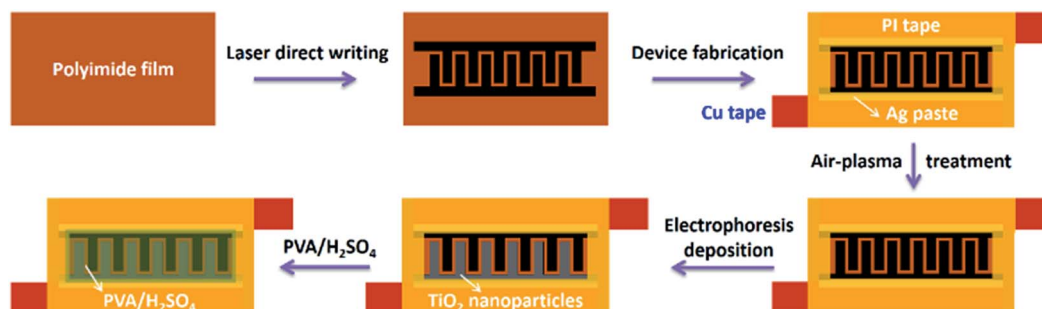 Polyimide film
Laser direct writing
Device fabrication
PI tape
Cu tape
Ag paste
Air-plasma treatment
Electrophoresis
deposition
TiO₂ nanoparticles
PVA/H₂SO₄
PVA/H₂SO₄